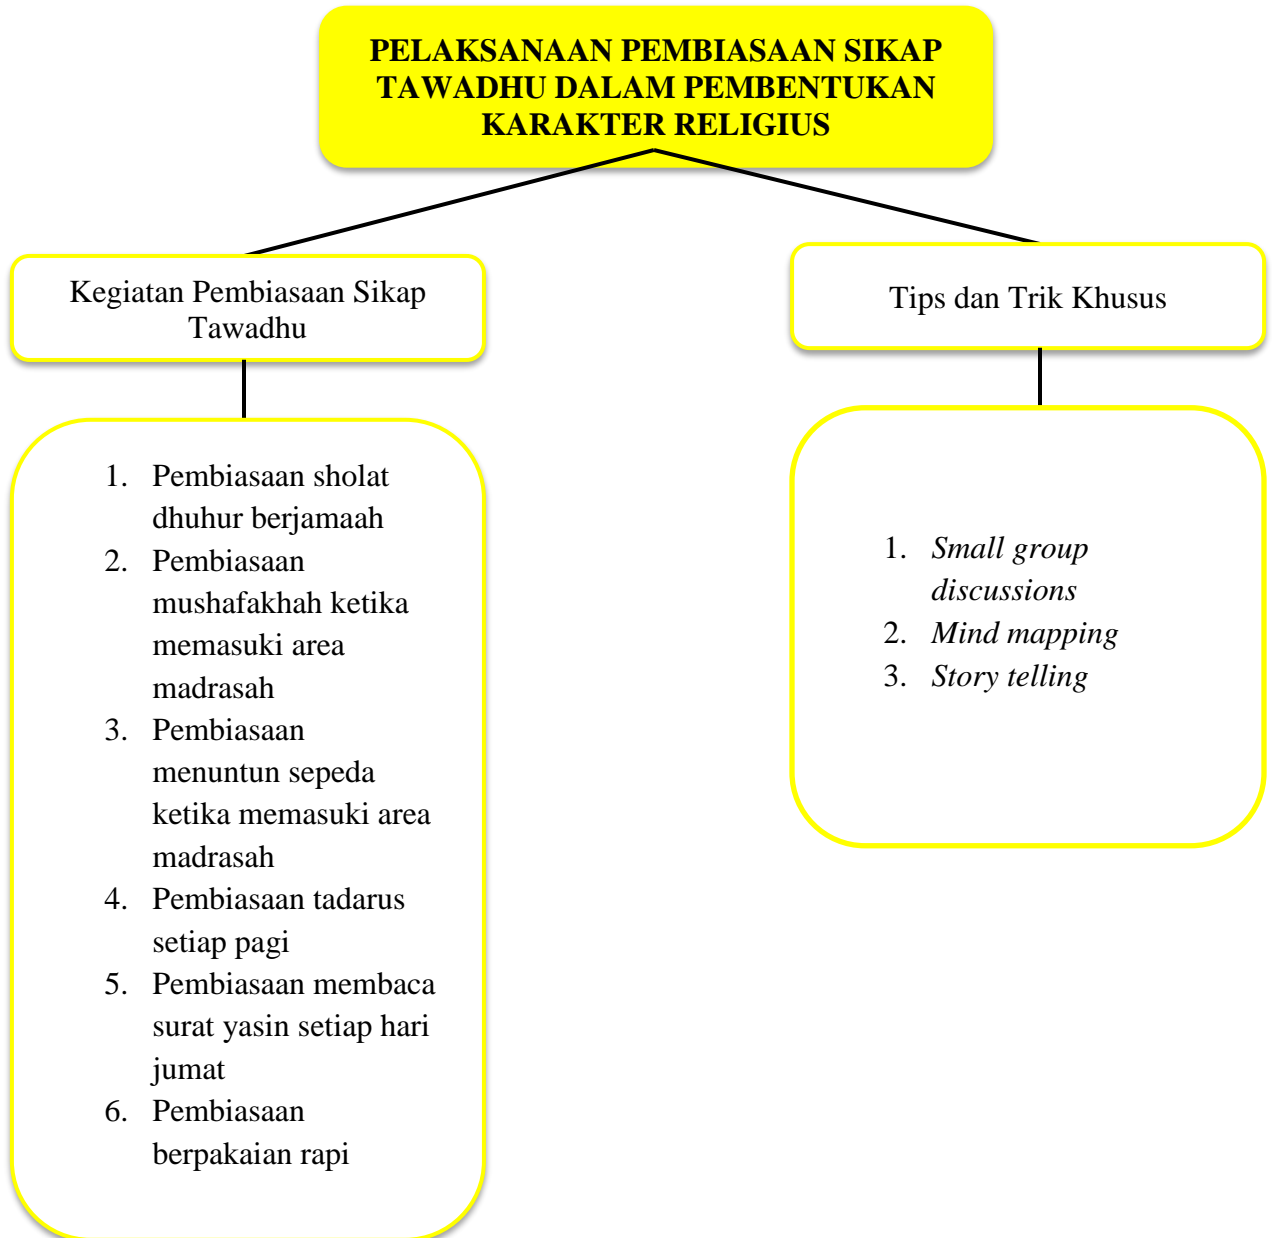 PELAKSANAAN PEMBIASAAN SIKAP
TAWADHU DALAM PEMBENTUKAN
KARAKTER RELIGIUS
Kegiatan Pembiasaan Sikap
Tawadhu
Tips dan Trik Khusus
1. Pembiasaan sholat
dhuhur berjamaah
2. Pembiasaan
mushafakhah ketika
memasuki area
madrasah
3. Pembiasaan
menuntun sepeda
ketika memasuki area
madrasah
4. Pembiasaan tadarus
setiap pagi
5. Pembiasaan membaca
surat yasin setiap hari
jumat
6. Pembiasaan
berpakaian rapi
1. Small group
discussions
2. Mind mapping
3. Story telling